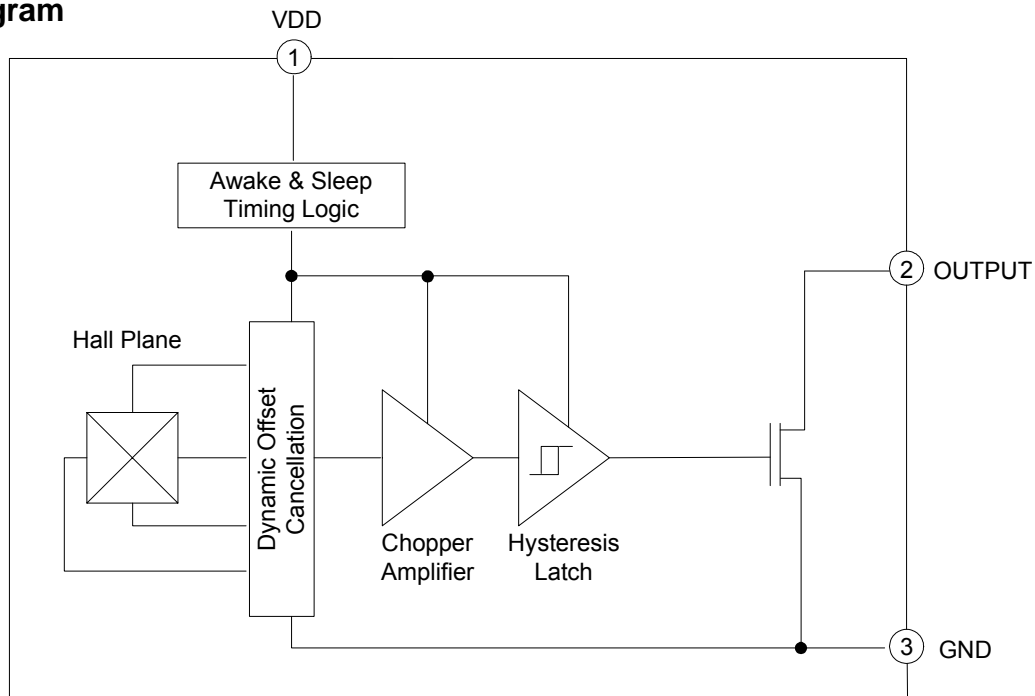 gram
VDD
1
Awake & Sleep
Timing Logic
2 OUTPUT
Hall Plane
Dynamic Offset
Cancellation
Chopper
Amplifier
Hysteresis
Latch
3 GND